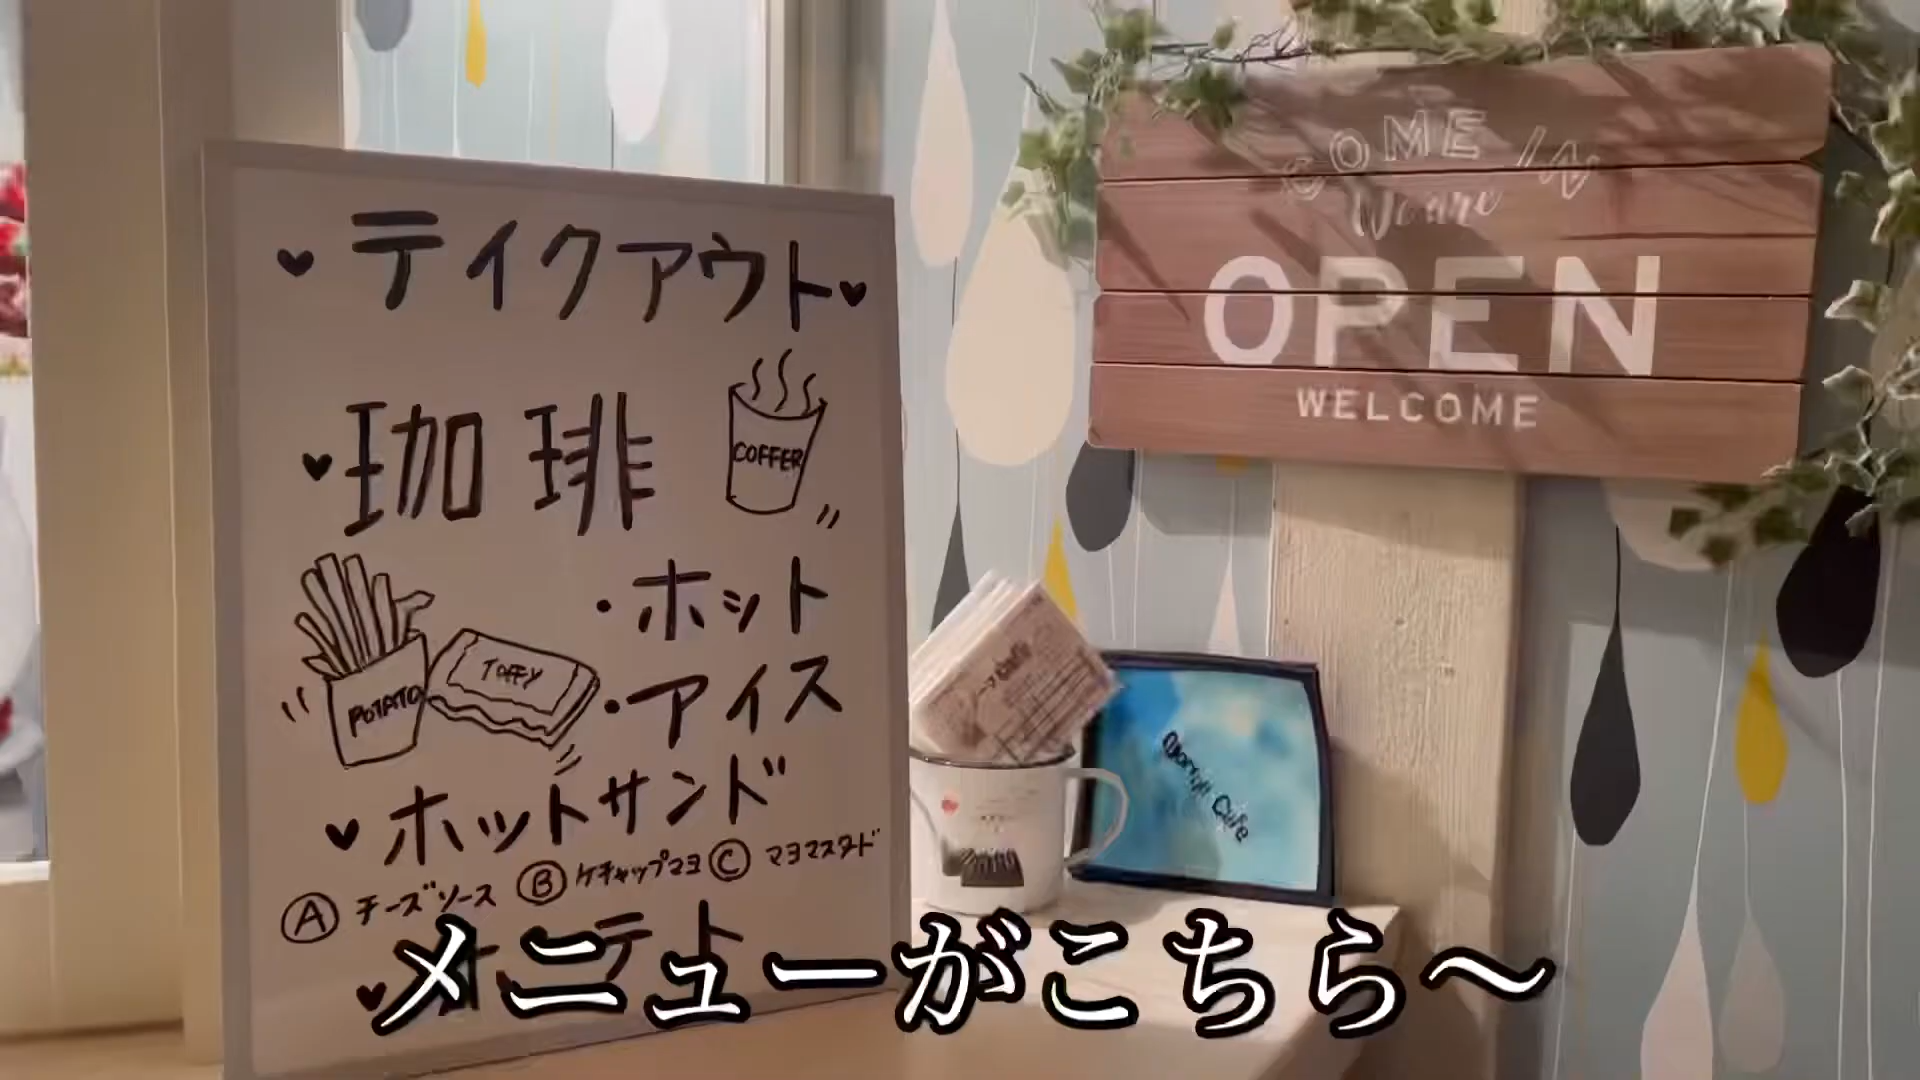 テイクアウト
珈琲
COFFER
・ホット
・アイス
POTATO
TOFFY
ホットサンド
Ⓐ チーズソース Ⓑ ケチャップマヨ Ⓒ マヨマスタード
COME IN
We are
OPEN
WELCOME
Cafe
メニューがこちら〜